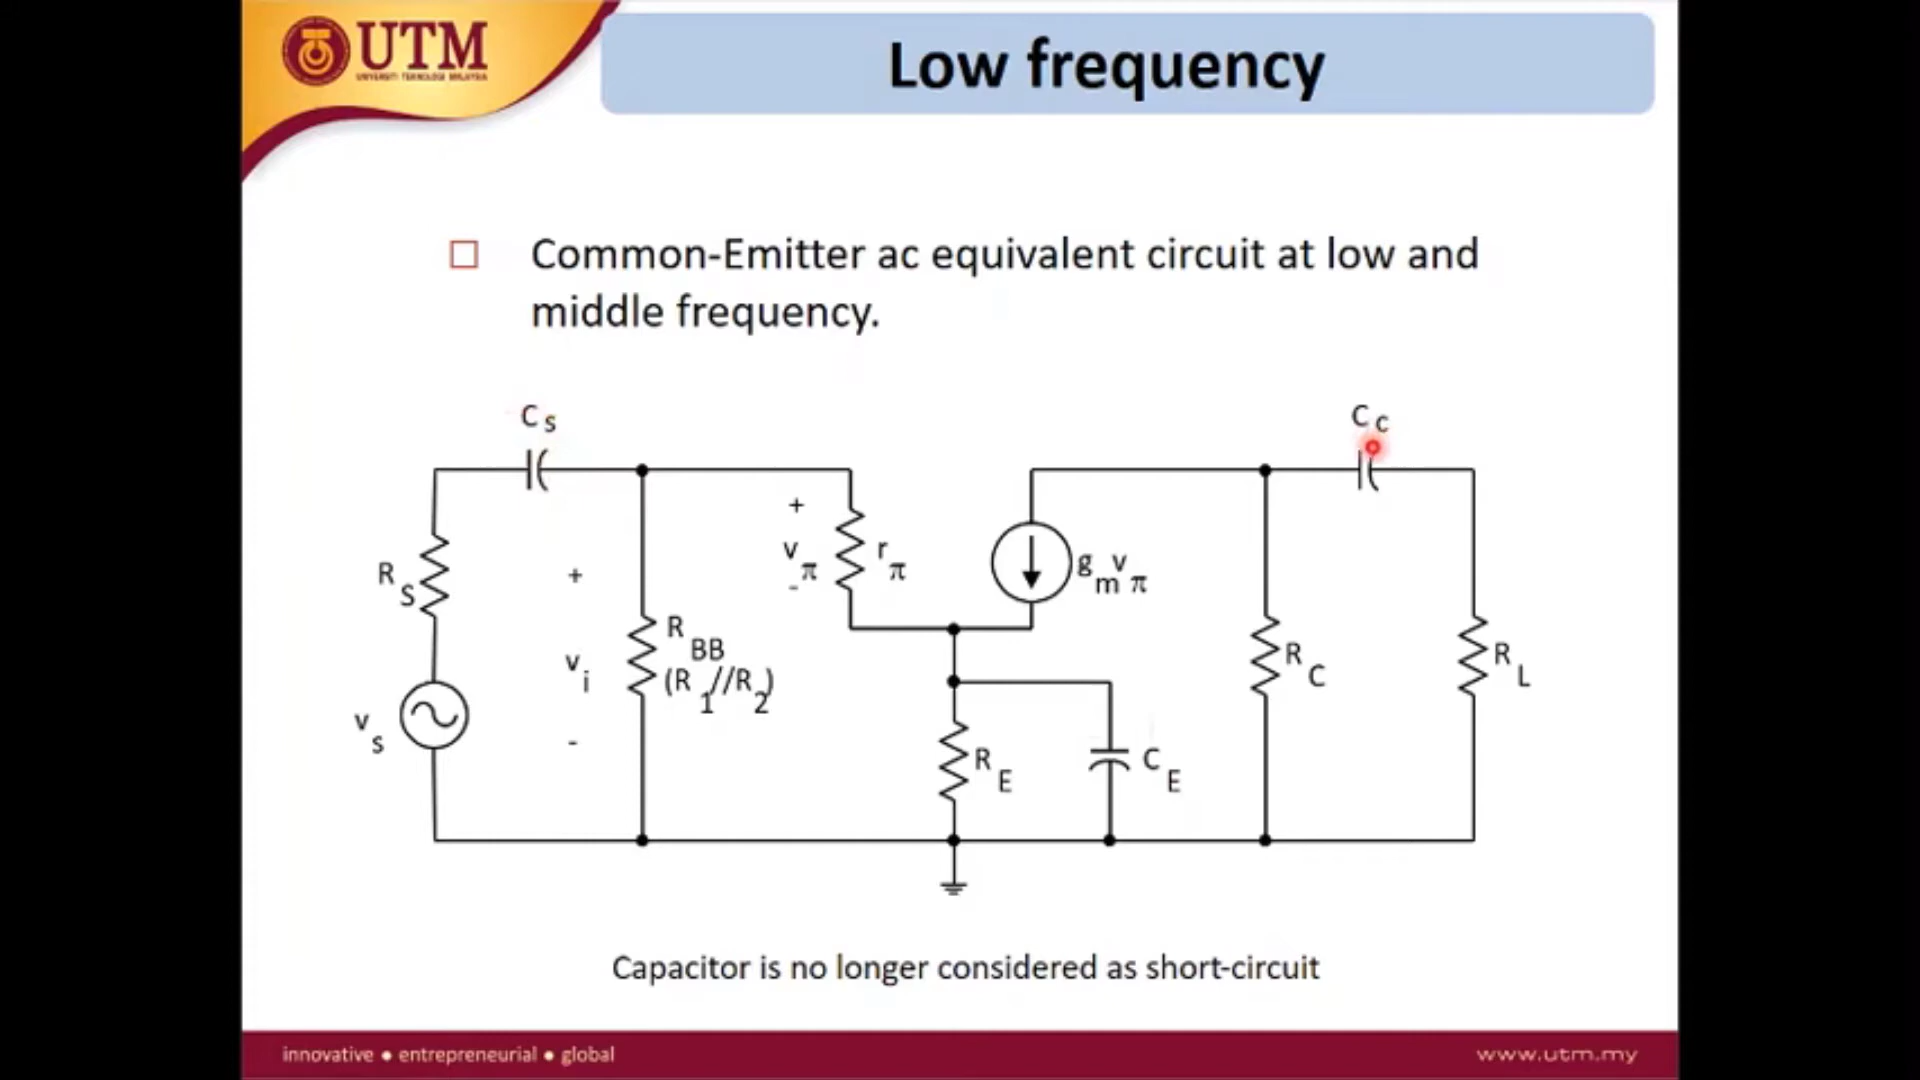 UTM
UNIVERSITI TEKNOLOGI MALAYSIA
Low frequency
Common-Emitter ac equivalent circuit at low and
middle frequency.
C s
C c
+
v π
-
r π
g m v π
R S
+
v i
-
R BB
(R 1//R 2)
v s
R E
C E
R C
R L
Capacitor is no longer considered as short-circuit
innovative ● entrepreneurial ● global
www.utm.my